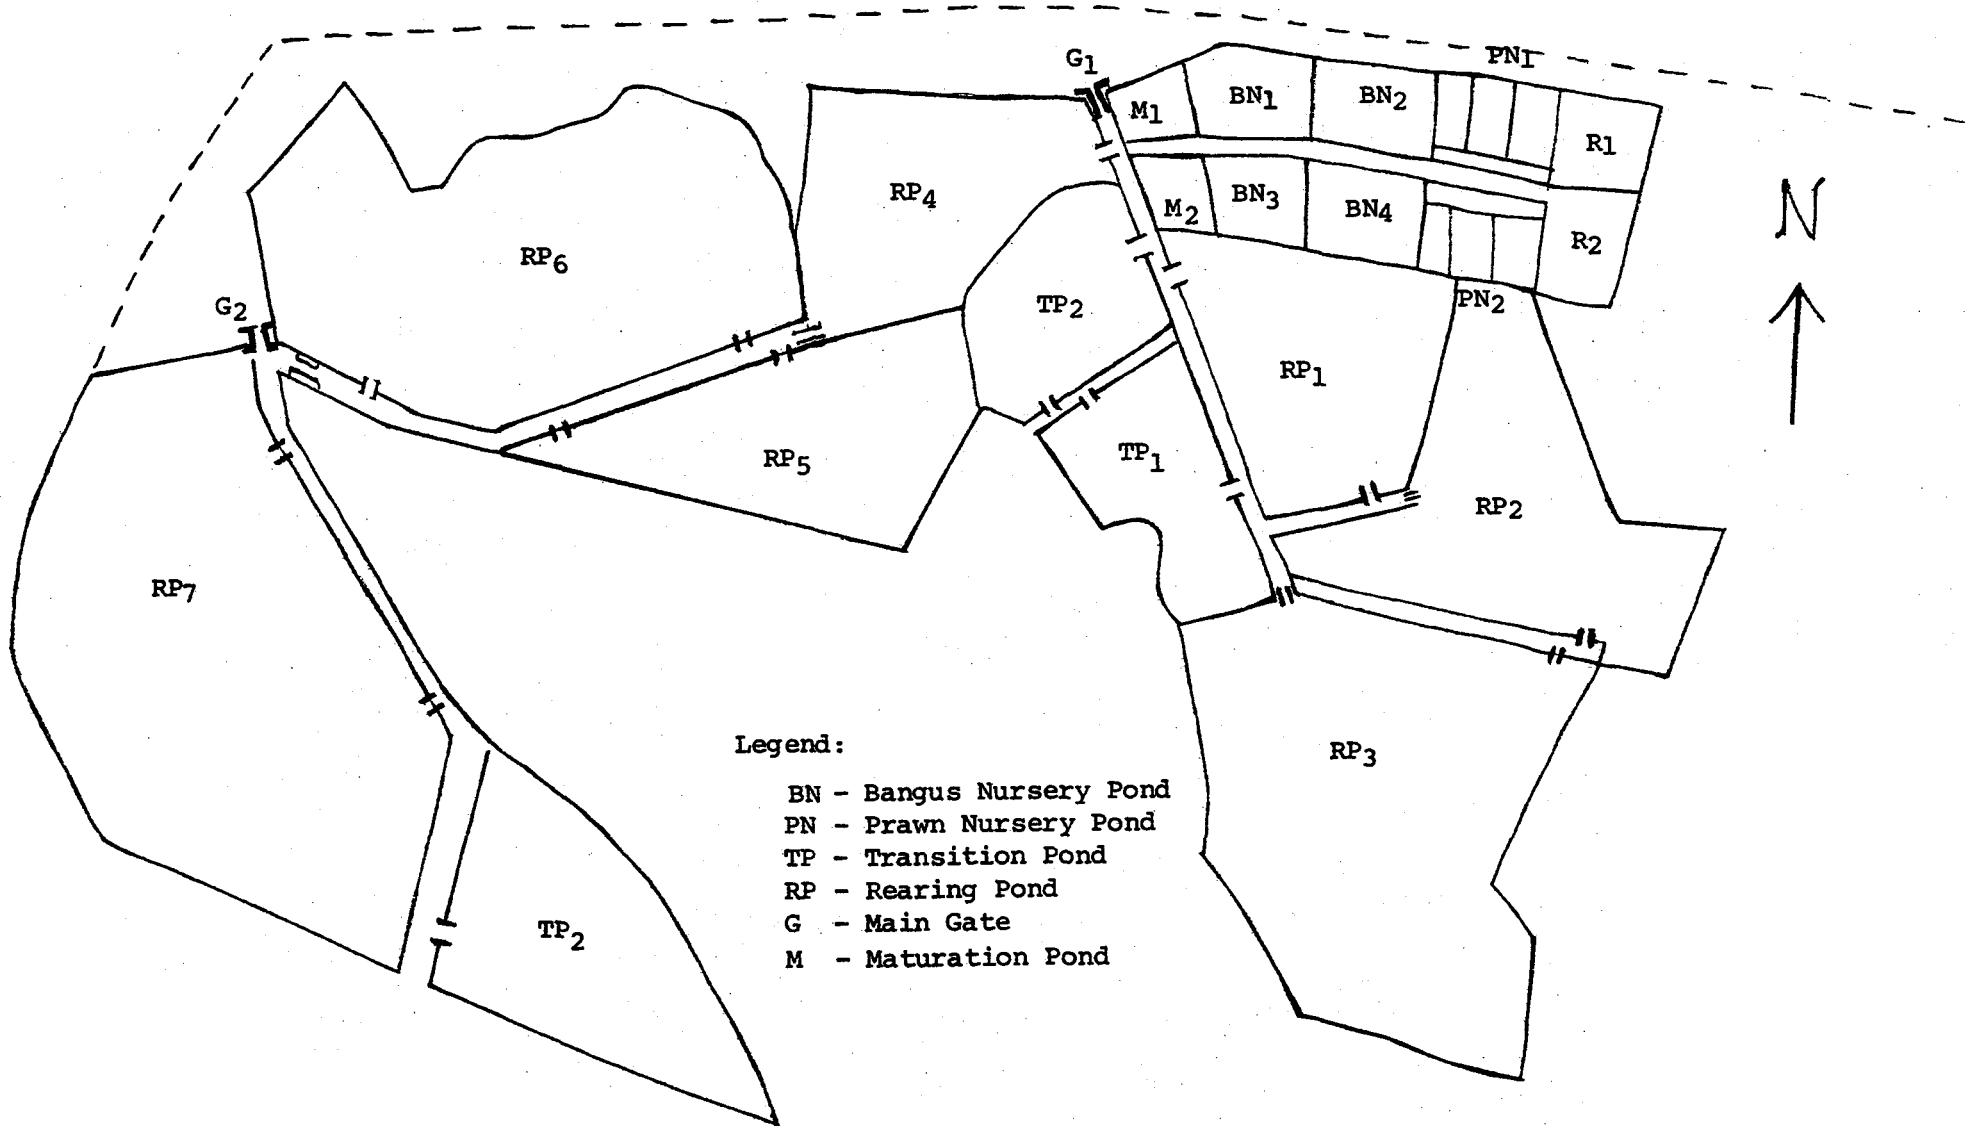 PN1
G1
M1
BN1
BN2
R1
RP4
M2
BN3
BN4
R2
N
RP6
G2
TP2
PN2
RP1
TP1
RP5
RP2
RP7
RP3
TP2
Legend:
BN - Bangus Nursery Pond
PN - Prawn Nursery Pond
TP - Transition Pond
RP - Rearing Pond
G - Main Gate
M - Maturation Pond